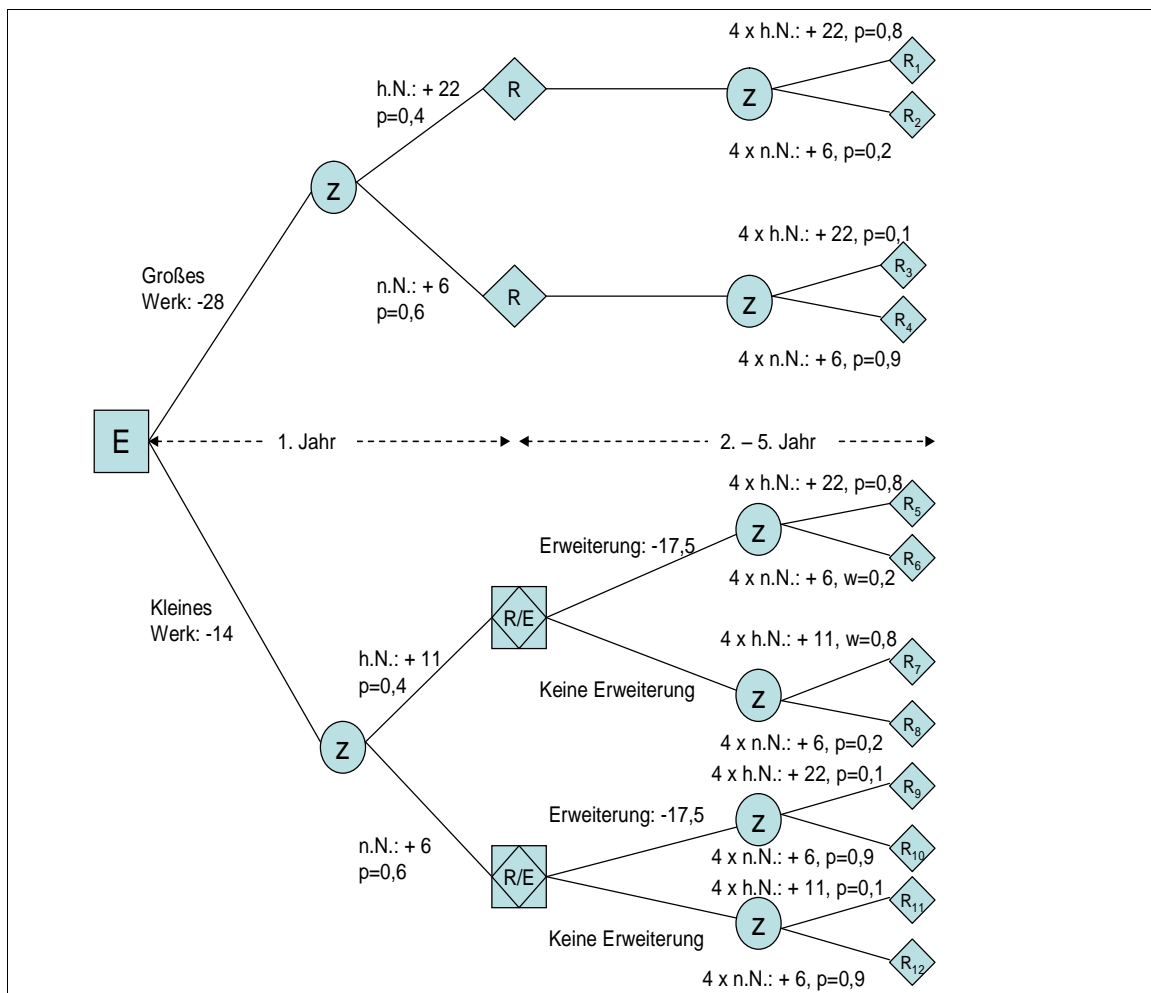 4 x h.N.: + 22, p=0,8
R1
h.N.: + 22
p=0,4
R
Z
R2
4 x n.N.: + 6, p=0,2
Z
4 x h.N.: + 22, p=0,1
R3
Großes
Werk: -28
n.N.: + 6
p=0,6
R
Z
R4
4 x n.N.: + 6, p=0,9
E
1. Jahr
2. – 5. Jahr
4 x h.N.: + 22, p=0,8
R5
Erweiterung: -17,5
Z
R6
4 x n.N.: + 6, w=0,2
Kleines
Werk: -14
R/E
4 x h.N.: + 11, w=0,8
R7
h.N.: + 11
p=0,4
Keine Erweiterung
Z
R8
4 x n.N.: + 6, p=0,2
Z
4 x h.N.: + 22, p=0,1
R9
Erweiterung: -17,5
Z
n.N.: + 6
p=0,6
4 x n.N.: + 6, p=0,9
R10
R/E
4 x h.N.: + 11, p=0,1
R11
Keine Erweiterung
Z
R12
4 x n.N.: + 6, p=0,9